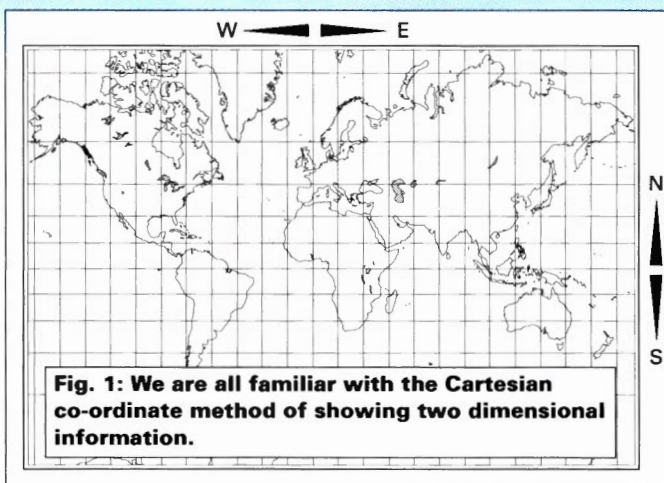 W E
N
S
Fig. 1: We are all familiar with the Cartesian
co-ordinate method of showing two dimensional
information.